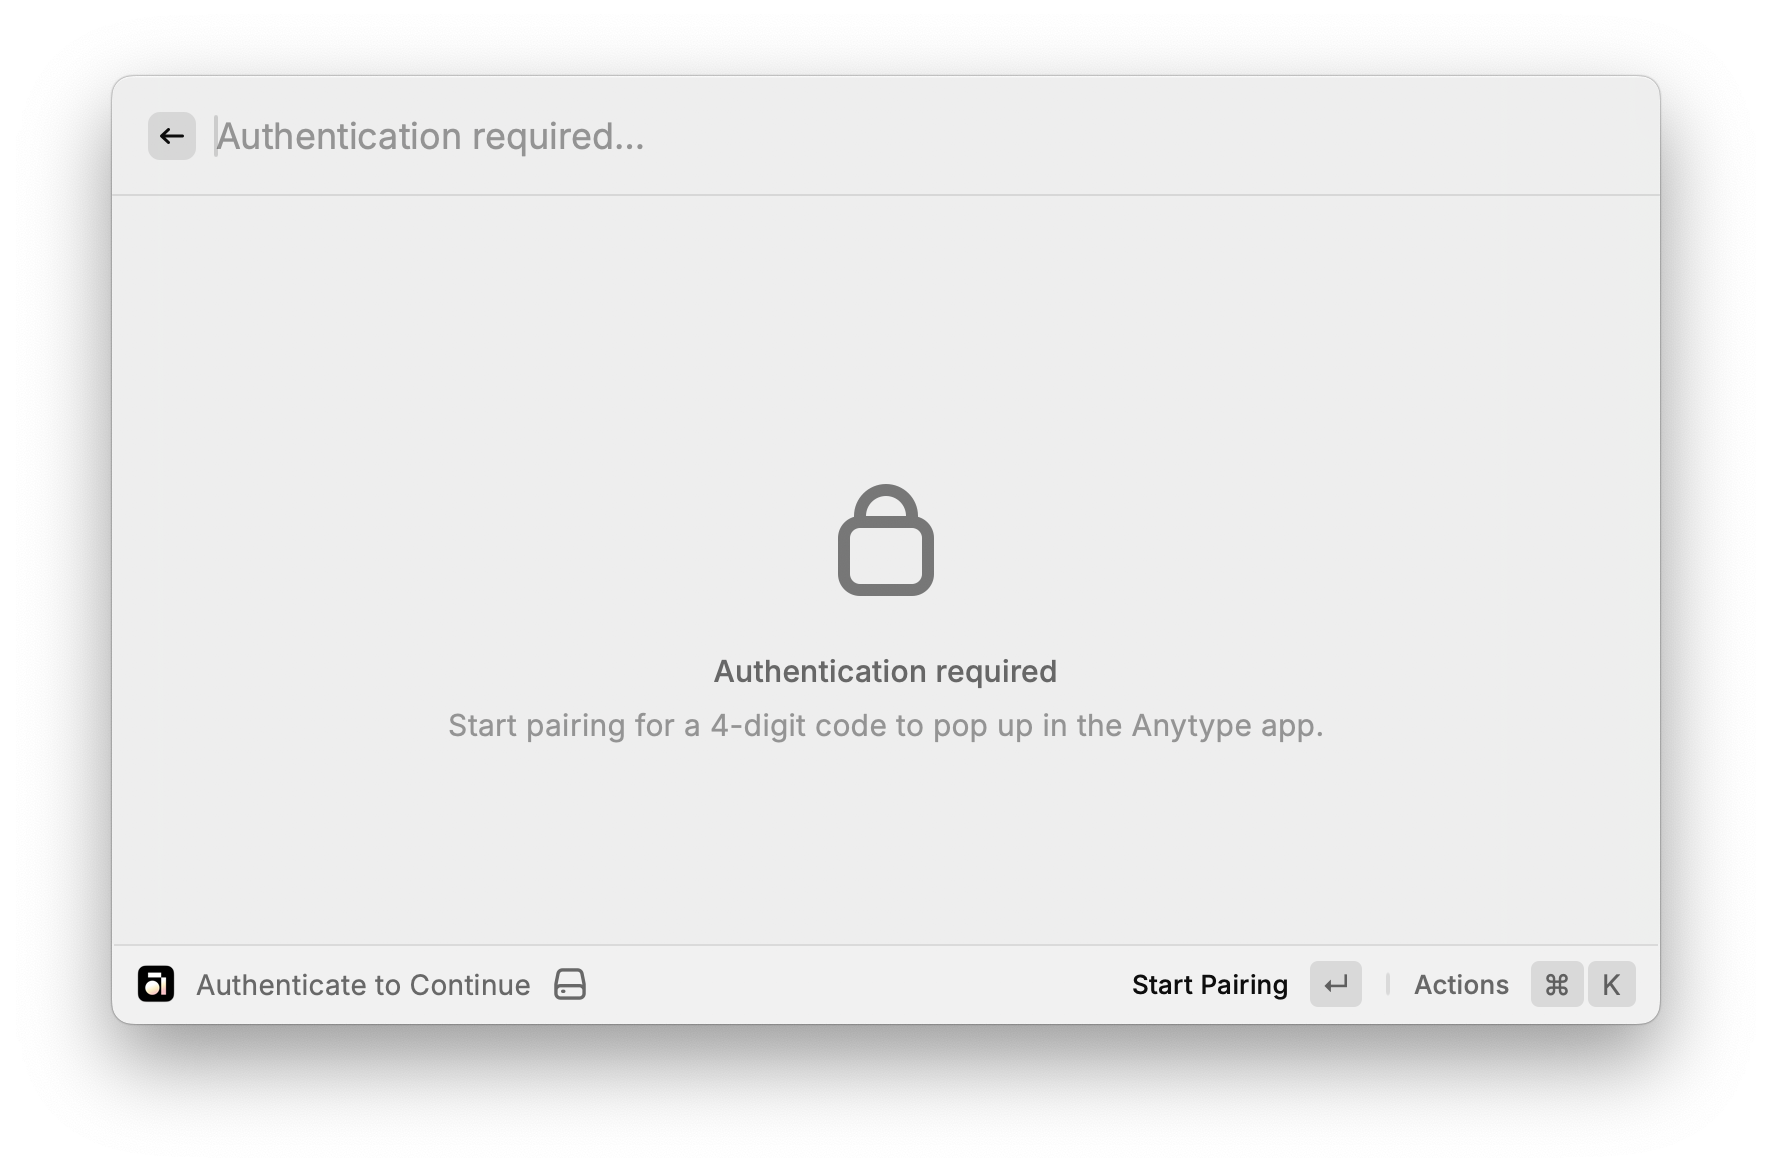 Authentication required...
Authentication required
Start pairing for a 4-digit code to pop up in the Anytype app.
Authenticate to Continue
Start Pairing ↵ Actions ⌘ K